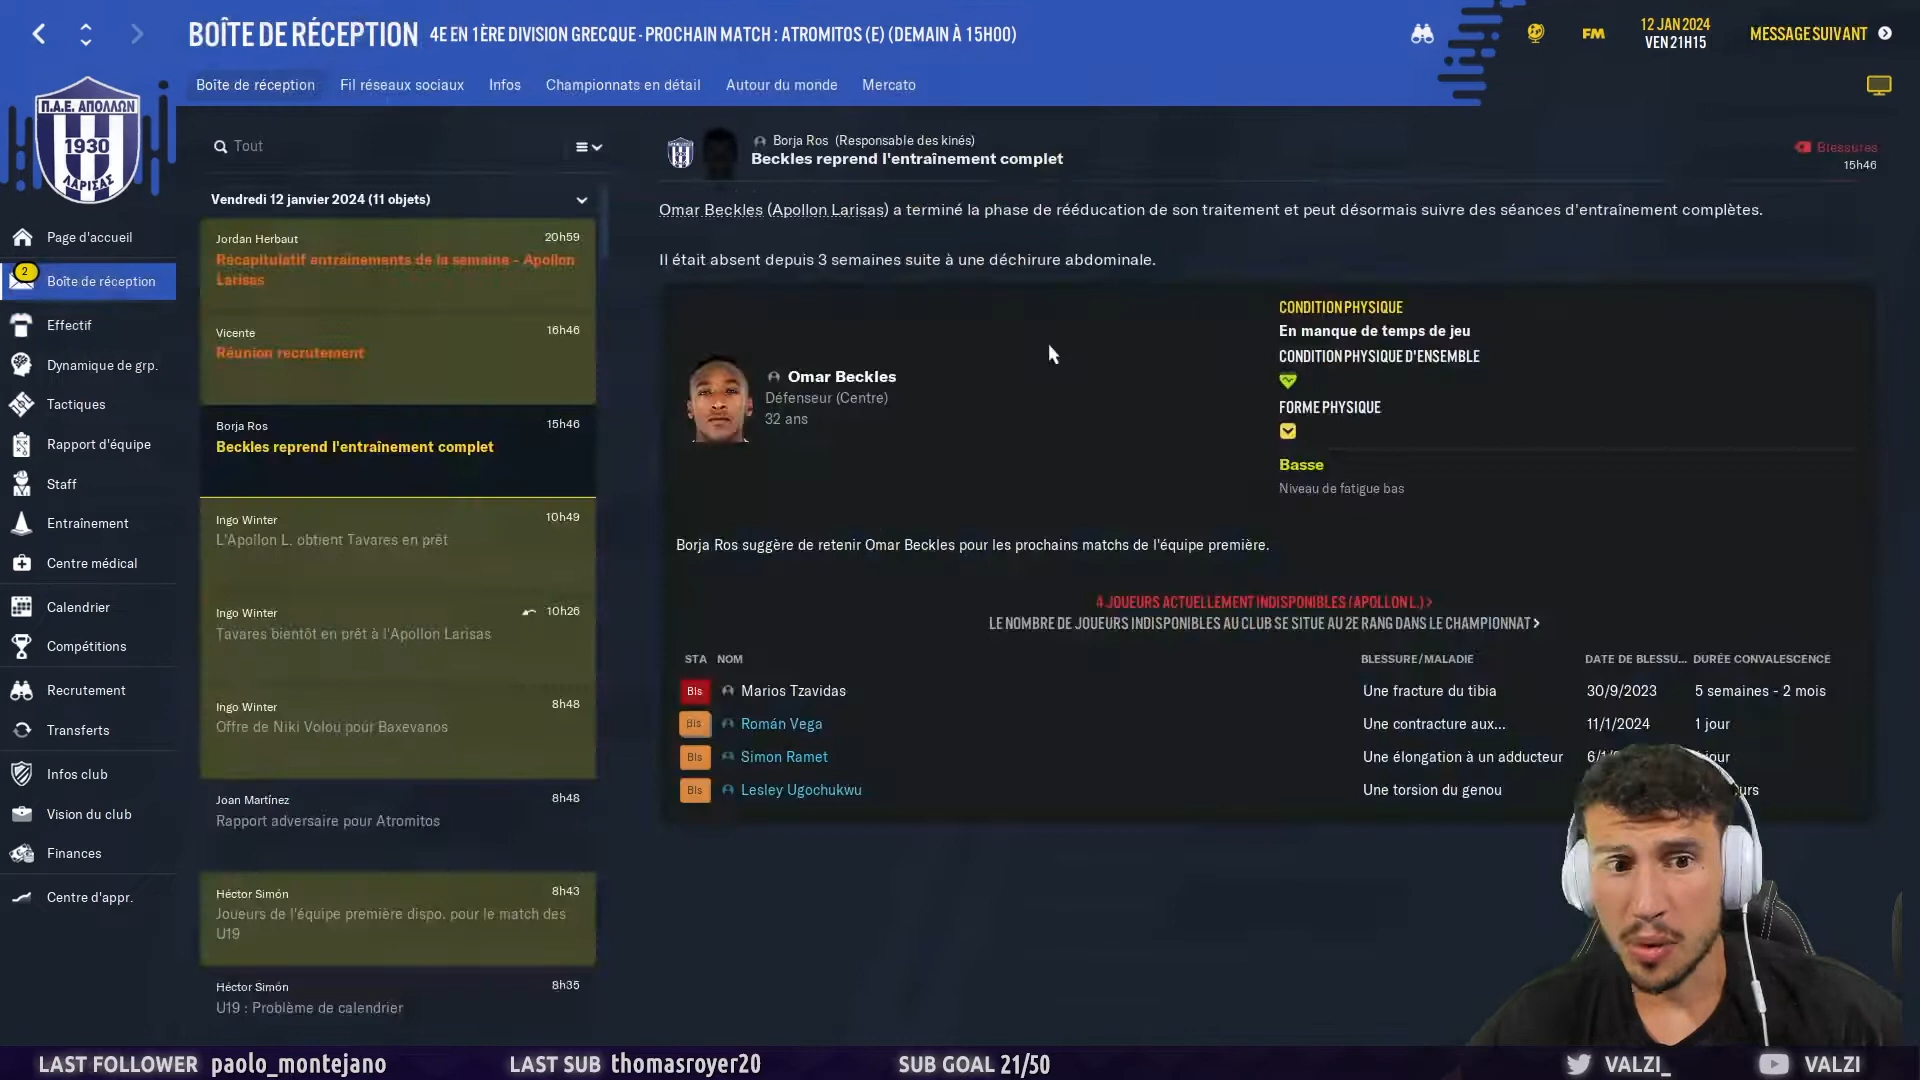 BOÎTE DE RÉCEPTION
4E EN 1ÈRE DIVISION GRECQUE - PROCHAIN MATCH : ATROMITOS (E) (DEMAIN À 15H00)
FM
12 JAN 2024
VEN 21H15
MESSAGE SUIVANT
Boîte de réception
Fil réseaux sociaux
Infos
Championnats en détail
Autour du monde
Mercato
Π.Α.Ε. ΑΠΟΛΛΩΝ
1930
ΛΑΡΙΣΑΣ
Page d'accueil
2
Boîte de réception
Effectif
Dynamique de grp.
Tactiques
Rapport d'équipe
Staff
Entraînement
Centre médical
Calendrier
Compétitions
Recrutement
Transferts
Infos club
Vision du club
Finances
Centre d'appr.
Tout
Vendredi 12 janvier 2024 (11 objets)
Jordan Herbaut 20h59
Récapitulatif entraînements de la semaine - Apollon
Larisas
Vicente 16h46
Réunion recrutement
Borja Ros 15h46
Beckles reprend l'entraînement complet
Ingo Winter 10h49
L'Apollon L. obtient Tavares en prêt
Ingo Winter 10h26
Tavares bientôt en prêt à l'Apollon Larisas
Ingo Winter 8h48
Offre de Niki Volou pour Baxevanos
Joan Martínez 8h48
Rapport adversaire pour Atromitos
Héctor Simón 8h43
Joueurs de l'équipe première dispo. pour le match des
U19
Héctor Simón 8h35
U19 : Problème de calendrier
Borja Ros (Responsable des kinés)
Beckles reprend l'entraînement complet
Blessures
15h46
Omar Beckles (Apollon Larisas) a terminé la phase de rééducation de son traitement et peut désormais suivre des séances d'entraînement complètes.
Il était absent depuis 3 semaines suite à une déchirure abdominale.
Omar Beckles
Défenseur (Centre)
32 ans
CONDITION PHYSIQUE
En manque de temps de jeu
CONDITION PHYSIQUE D'ENSEMBLE
FORME PHYSIQUE
Basse
Niveau de fatigue bas
Borja Ros suggère de retenir Omar Beckles pour les prochains matchs de l'équipe première.
4 JOUEURS ACTUELLEMENT INDISPONIBLES (APOLLON L.) >
LE NOMBRE DE JOUEURS INDISPONIBLES AU CLUB SE SITUE AU 2E RANG DANS LE CHAMPIONNAT >
STA NOM BLESSURE/MALADIE DATE DE BLESSU... DURÉE CONVALESCENCE
Bls Marios Tzavidas Une fracture du tibia 30/9/2023 5 semaines - 2 mois
Bls Román Vega Une contracture aux... 11/1/2024 1 jour
Bls Simon Ramet Une élongation à un adducteur 6/1 jour
Bls Lesley Ugochukwu Une torsion du genou
LAST FOLLOWER paolo_montejano
LAST SUB thomasroyer20
SUB GOAL 21/50
VALZI_
VALZI